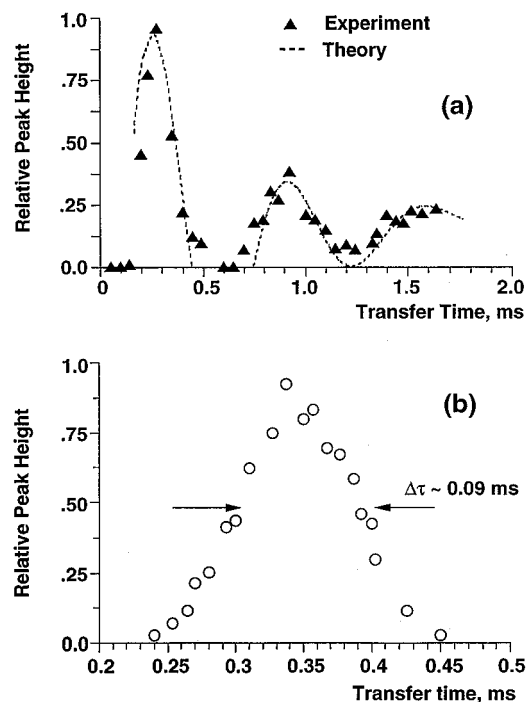 Experiment
Theory
(a)
Relative Peak Height
1.0
.75
.50
.25
0.0
0 0.5 1.0 1.5 2.0
Transfer Time, ms
(b)
Relative Peak Height
1.0
.75
.50
.25
0.0
Δτ ~ 0.09 ms
0.2 0.25 0.3 0.35 0.4 0.45 0.5
Transfer time, ms